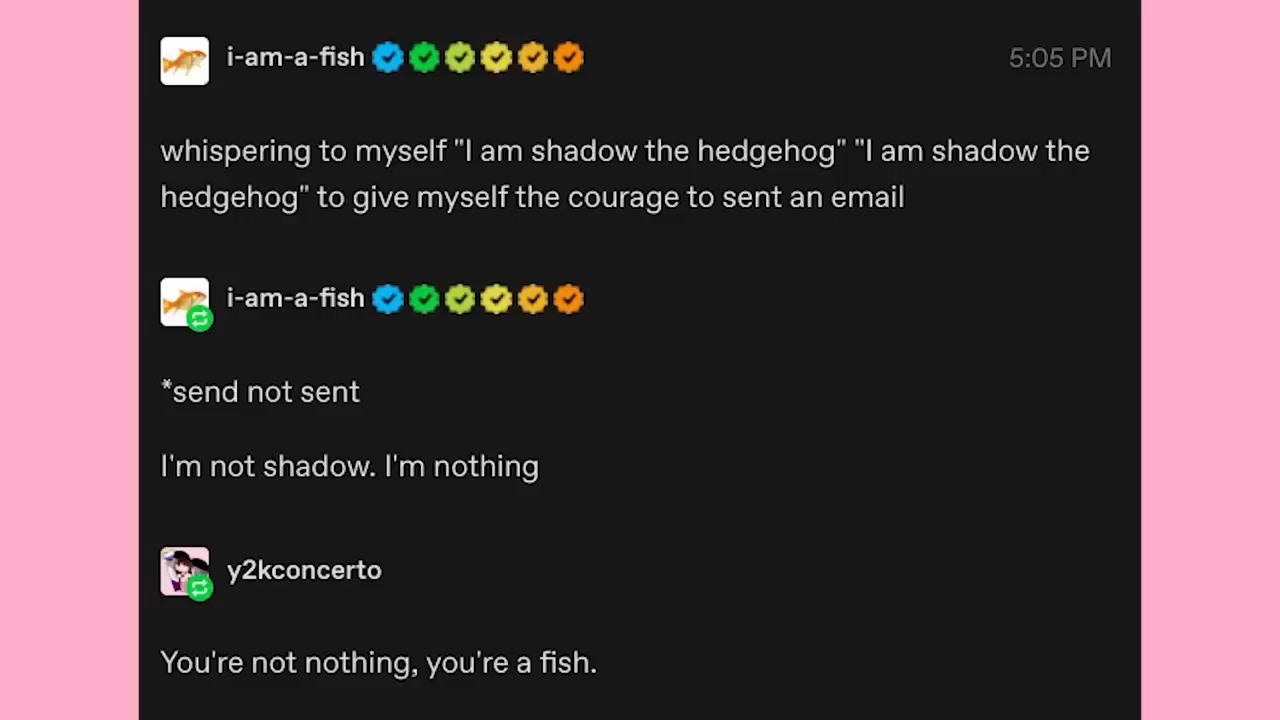 i-am-a-fish
5:05 PM
whispering to myself "I am shadow the hedgehog" "I am shadow the
hedgehog" to give myself the courage to sent an email
i-am-a-fish
*send not sent
I'm not shadow. I'm nothing
y2kconcerto
You're not nothing, you're a fish.